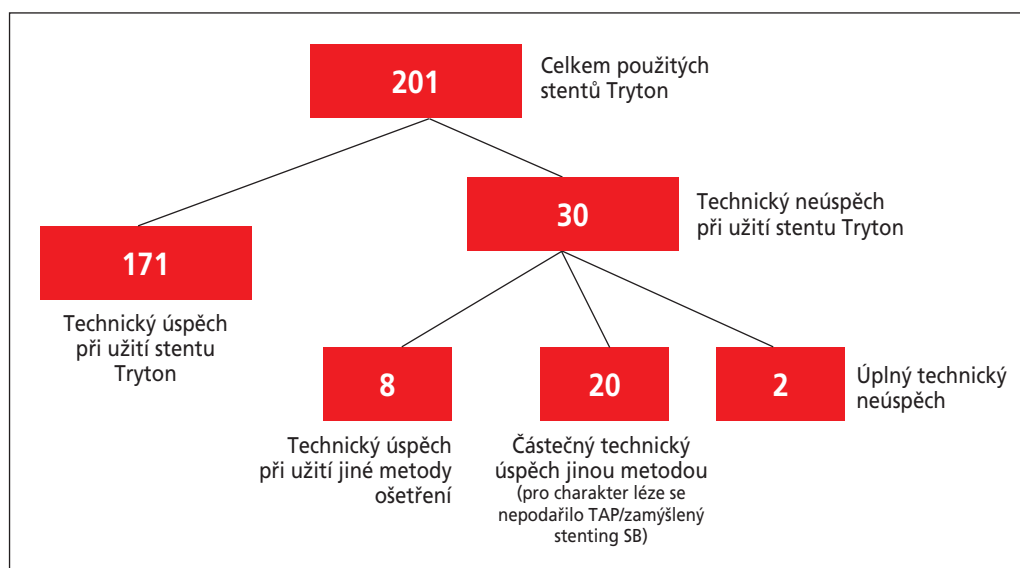 201
Celkem použitých
stentů Tryton
30
Technický neúspěch
při užití stentu Tryton
171
Technický úspěch
při užití stentu
Tryton
8
Technický úspěch
při užití jiné metody
ošetření
20
Částečný technický
úspěch jinou metodou
(pro charakter léze se
nepodařilo TAP/zamýšlený
stenting SB)
2
Úplný technický
neúspěch